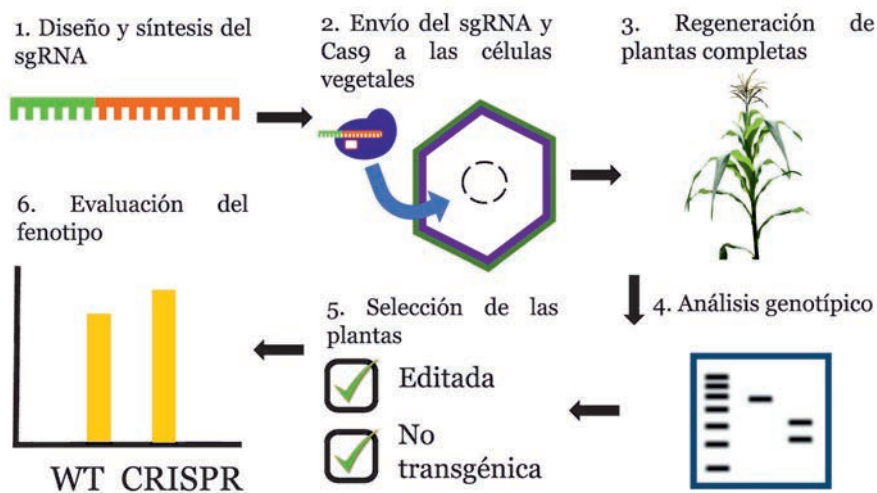 1. Diseño y síntesis del
sgRNA
2. Envío del sgRNA y
Cas9 a las células
vegetales
3. Regeneración de
plantas completas
4. Análisis genotípico
5. Selección de las
plantas
Editada
No
transgénica
6. Evaluación del
fenotipo
WT CRISPR